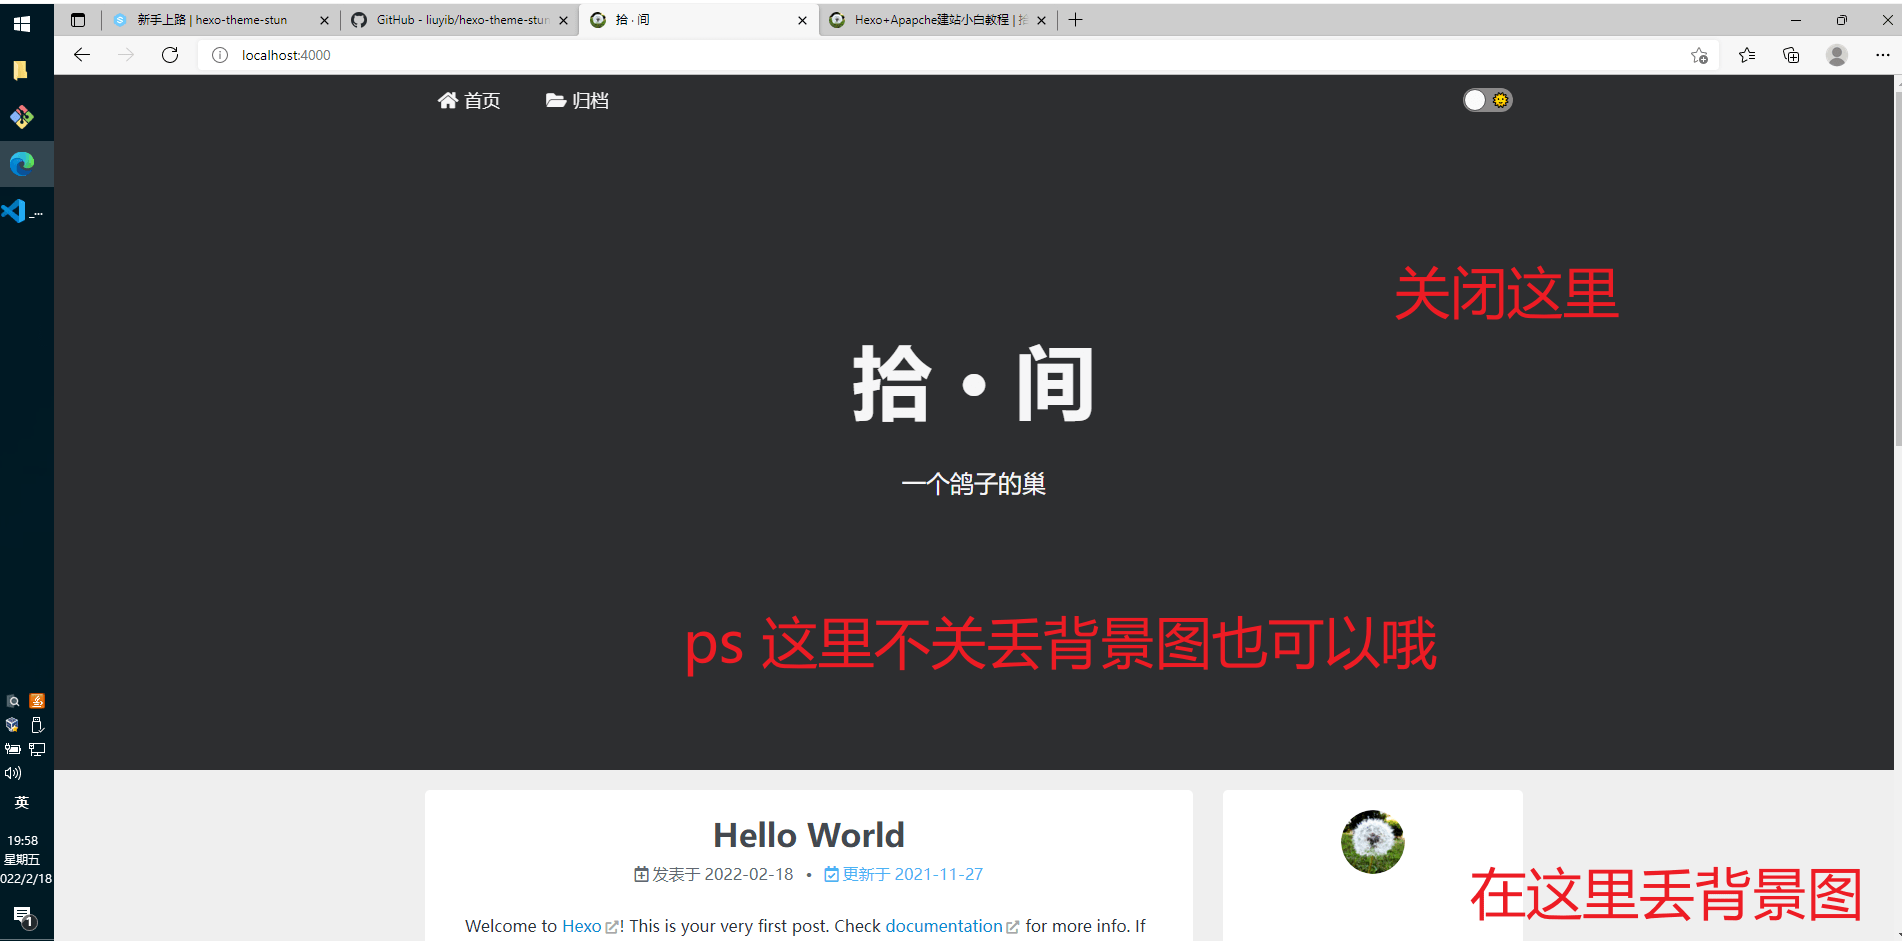 新手上路 | hexo-theme-stun
GitHub - liuyib/hexo-theme-stun
拾 · 间
Hexo+Apapche建站小白教程 | 拾
localhost:4000
首页
归档
关闭这里
拾 · 间
一个鸽子的巢
ps 这里不关丢背景图也可以哦
Hello World
发表于 2022-02-18 • 更新于 2021-11-27
在这里丢背景图
Welcome to Hexo! This is your very first post. Check documentation for more info. If
英
19:58
星期五
022/2/18
1